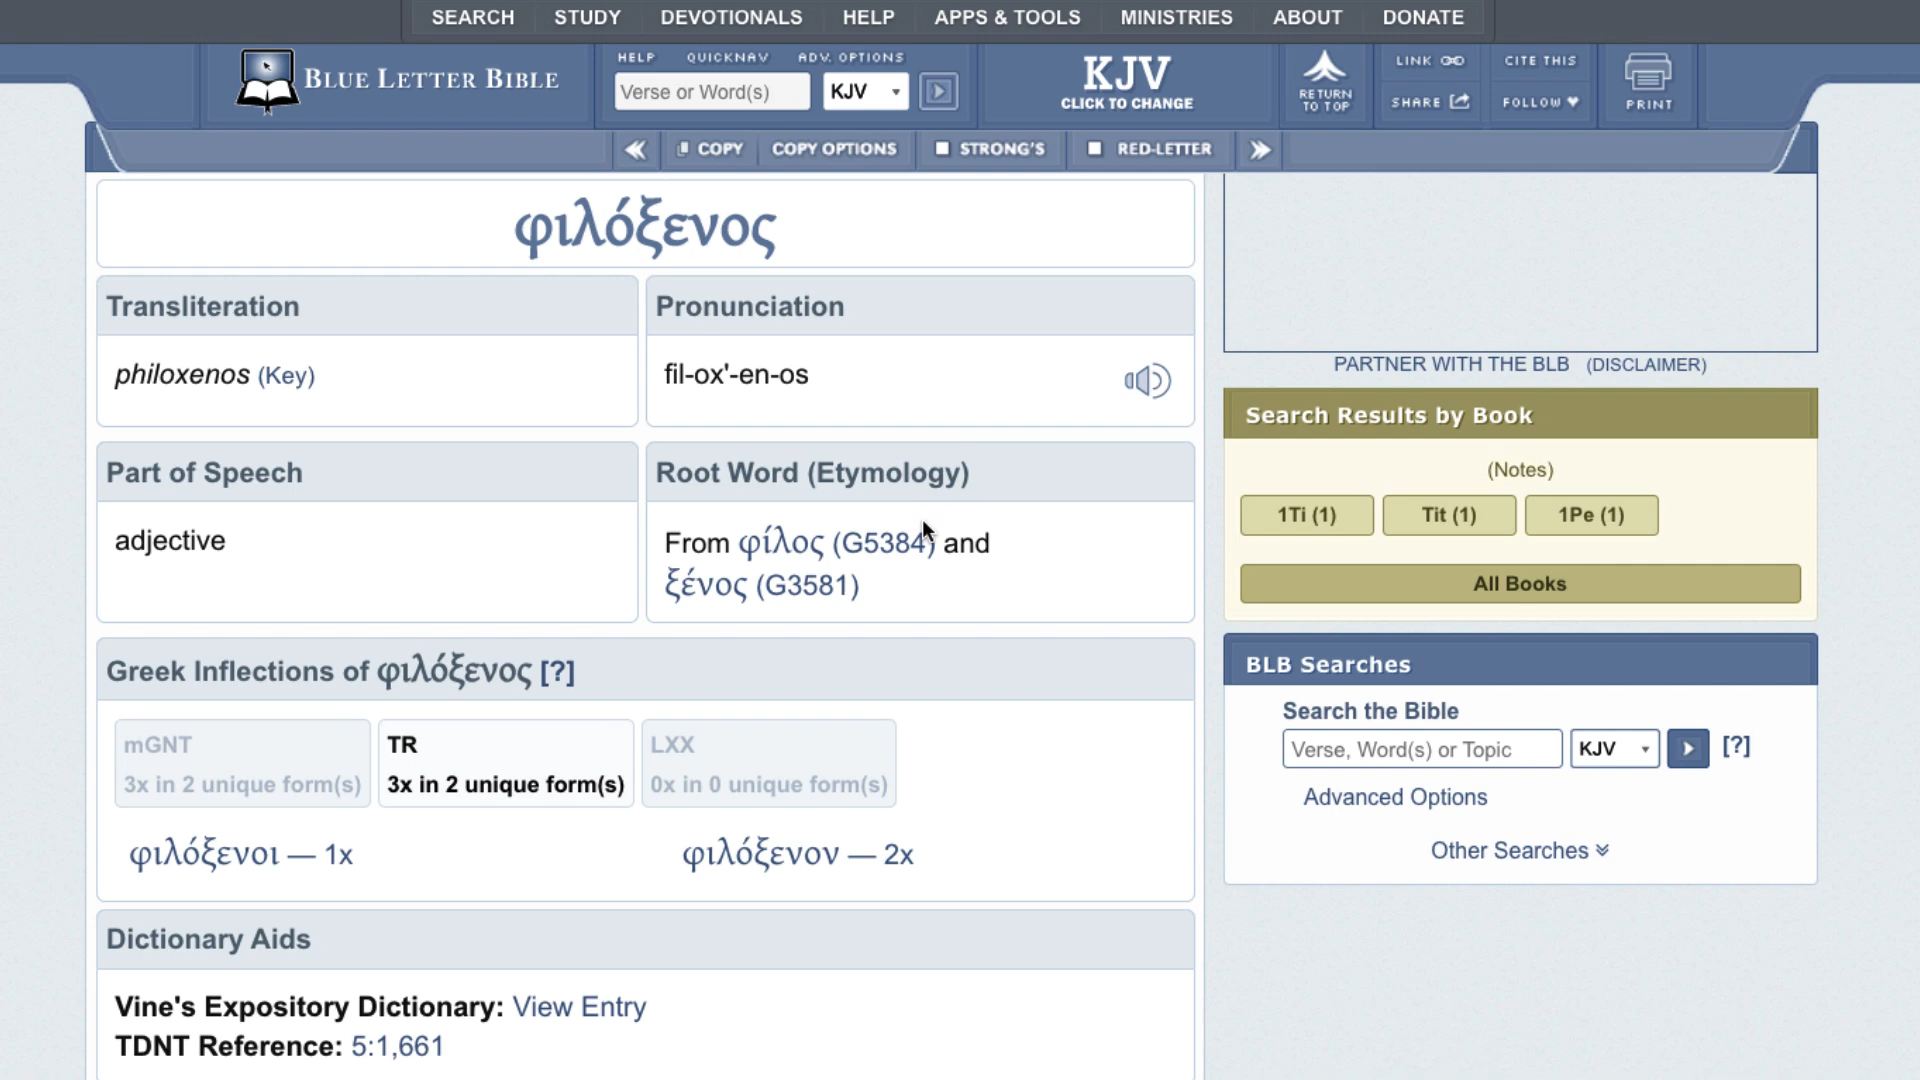 SEARCH STUDY DEVOTIONALS HELP APPS & TOOLS MINISTRIES ABOUT DONATE
BLUE LETTER BIBLE
HELP QUICKNAV ADV. OPTIONS
Verse or Word(s) KJV
KJV
CLICK TO CHANGE
RETURN
TO TOP
LINK
SHARE
CITE THIS
FOLLOW
PRINT
COPY COPY OPTIONS STRONG'S RED-LETTER
φιλόξενος
Transliteration
philoxenos (Key)
Pronunciation
fil-ox'-en-os
Part of Speech
adjective
Root Word (Etymology)
From φίλος (G5384) and
ξένος (G3581)
Greek Inflections of φιλόξενος [?]
mGNT
3x in 2 unique form(s)
TR
3x in 2 unique form(s)
LXX
0x in 0 unique form(s)
φιλόξενοι — 1x
φιλόξενον — 2x
Dictionary Aids
Vine's Expository Dictionary: View Entry
TDNT Reference: 5:1,661
PARTNER WITH THE BLB (DISCLAIMER)
Search Results by Book
(Notes)
1Ti (1) Tit (1) 1Pe (1)
All Books
BLB Searches
Search the Bible
Verse, Word(s) or Topic KJV [?]
Advanced Options
Other Searches